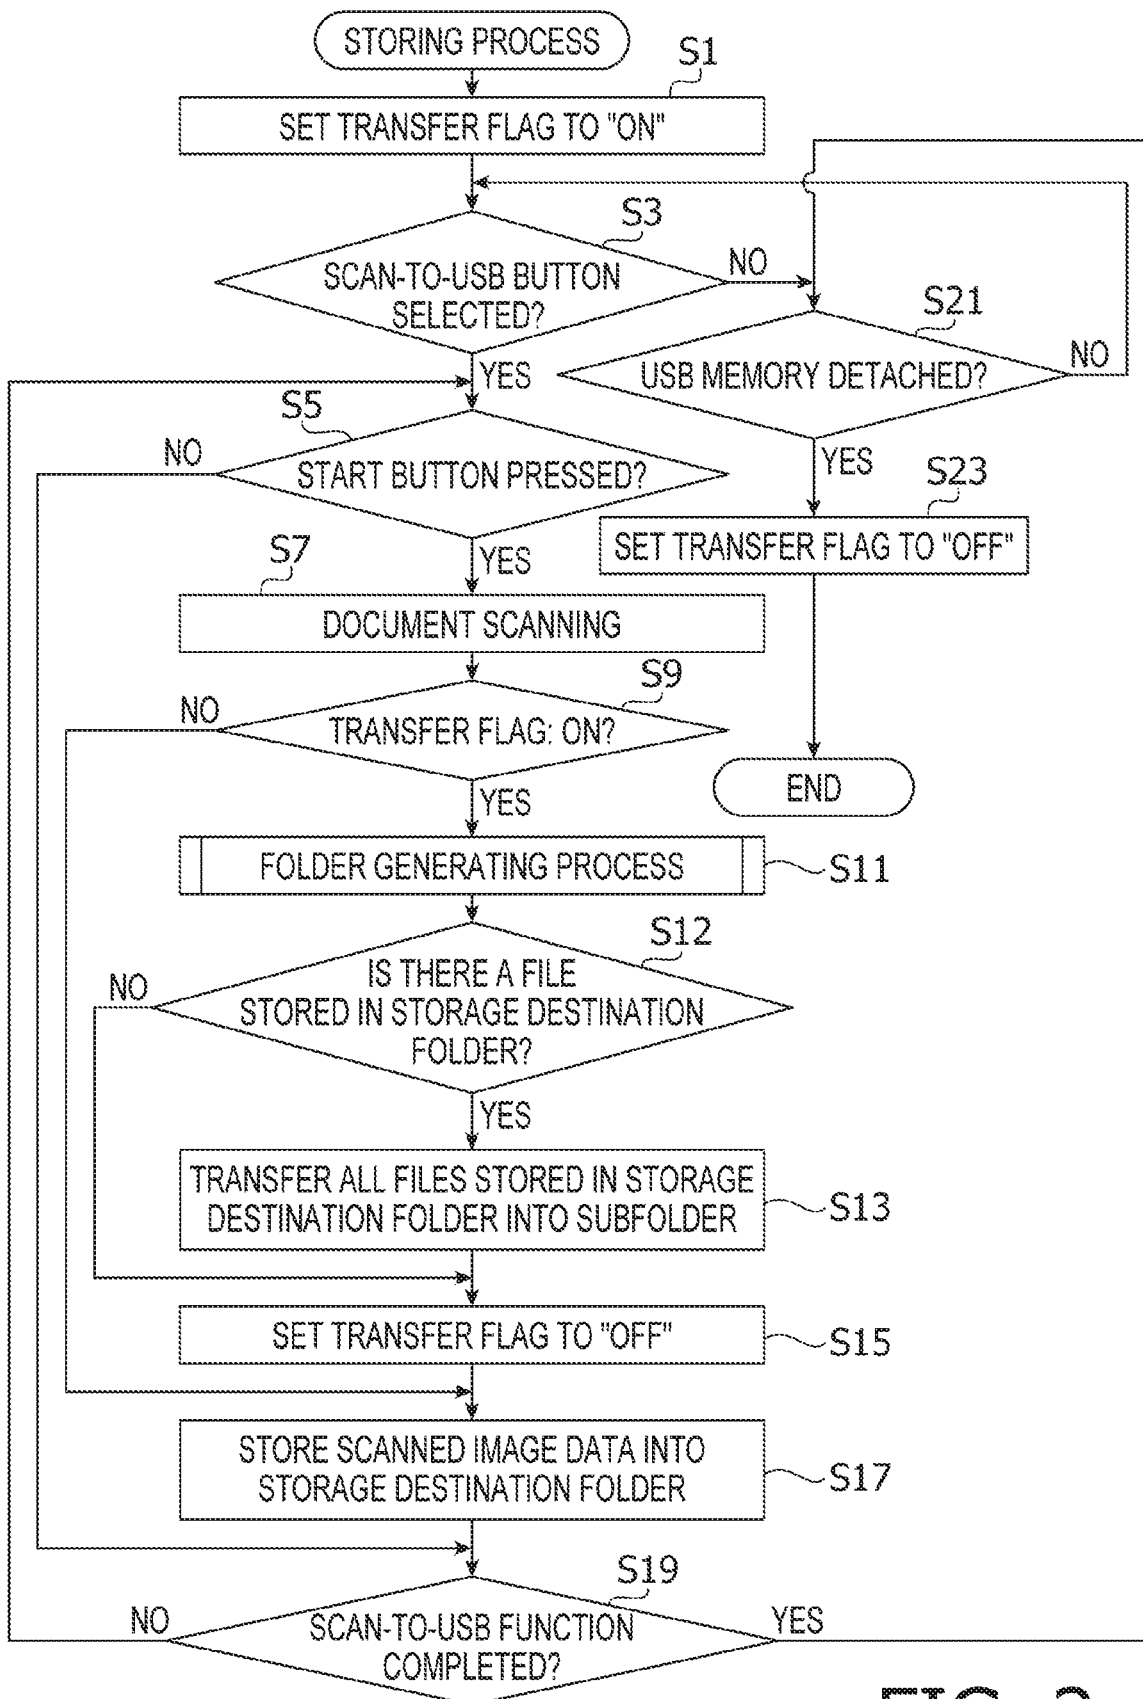 STORING PROCESS
S1
SET TRANSFER FLAG TO "ON"
S3
SCAN-TO-USB BUTTON
SELECTED?
NO
YES
S21
USB MEMORY DETACHED?
NO
YES
S5
START BUTTON PRESSED?
NO
YES
S23
SET TRANSFER FLAG TO "OFF"
END
S7
DOCUMENT SCANNING
S9
TRANSFER FLAG: ON?
NO
YES
FOLDER GENERATING PROCESS
S11
S12
IS THERE A FILE
STORED IN STORAGE DESTINATION
FOLDER?
NO
YES
TRANSFER ALL FILES STORED IN STORAGE
DESTINATION FOLDER INTO SUBFOLDER
S13
SET TRANSFER FLAG TO "OFF"
S15
STORE SCANNED IMAGE DATA INTO
STORAGE DESTINATION FOLDER
S17
S19
SCAN-TO-USB FUNCTION
COMPLETED?
NO
YES